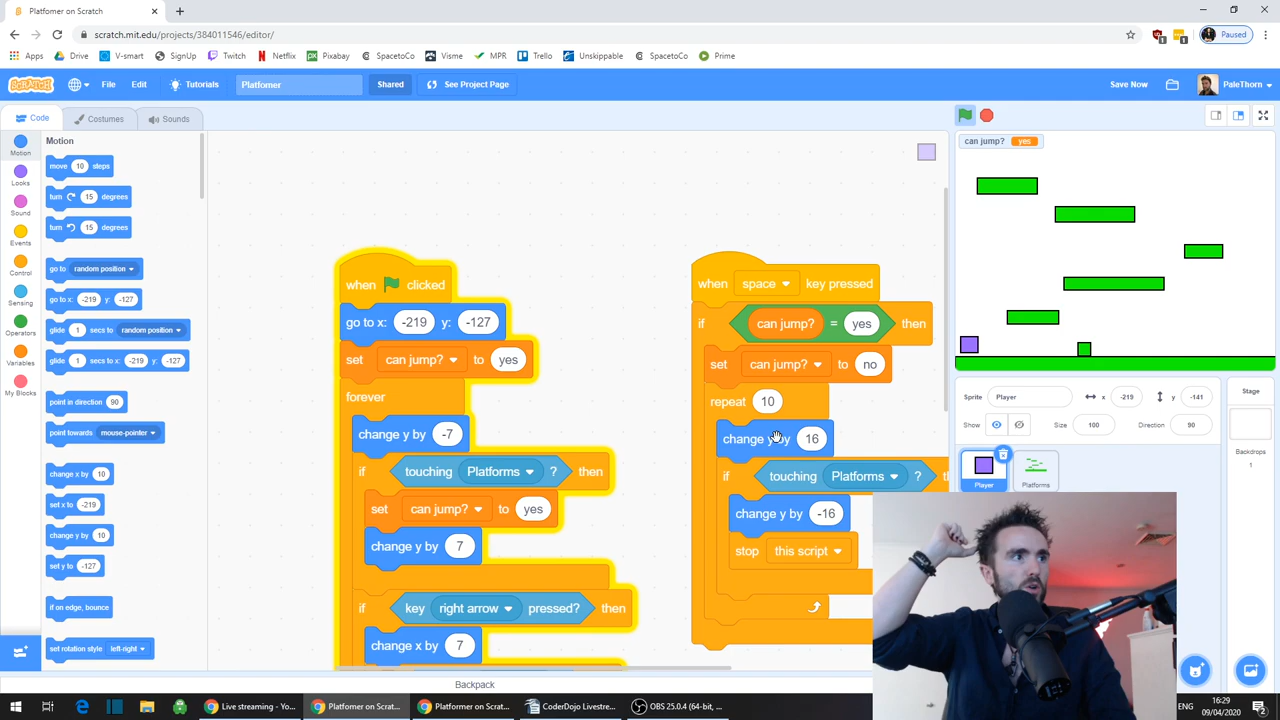 Platfomer on Scratch
scratch.mit.edu/projects/384011546/editor/
Paused
Apps Drive V-smart SignUp Twitch Netflix Pixabay SpacetoCo Visme MPR Trello Unskippable SpacetoCo Prime
SCRATCH File Edit Tutorials Platfomer Shared See Project Page Save Now PaleThorn
Code Costumes Sounds
Motion
Looks
Sound
Events
Control
Sensing
Operators
Variables
My Blocks
Motion
move 10 steps
turn 15 degrees
turn 15 degrees
go to random position
go to x: -219 y: -127
glide 1 secs to random position
glide 1 secs to x: -219 y: -127
point in direction 90
point towards mouse-pointer
change x by 10
set x to -219
change y by 10
set y to -127
if on edge, bounce
set rotation style left-right
when clicked
go to x: -219 y: -127
set can jump? to yes
forever
change y by -7
if touching Platforms ? then
set can jump? to yes
change y by 7
if key right arrow pressed? then
change x by 7
when space key pressed
if can jump? = yes then
set can jump? to no
repeat 10
change y by 16
if touching Platforms ? th
change y by -16
stop this script
can jump? yes
Sprite Player x -219 y -141
Show Size 100 Direction 90
Player
Platforms
Stage
Backdrops
1
Backpack
Live streaming - Yo...
Platfomer on Scrat...
Platfomer on Scrat...
CoderDojo Livestre...
OBS 25.0.4 (64-bit, ...
ENG
16:29
09/04/2020
2